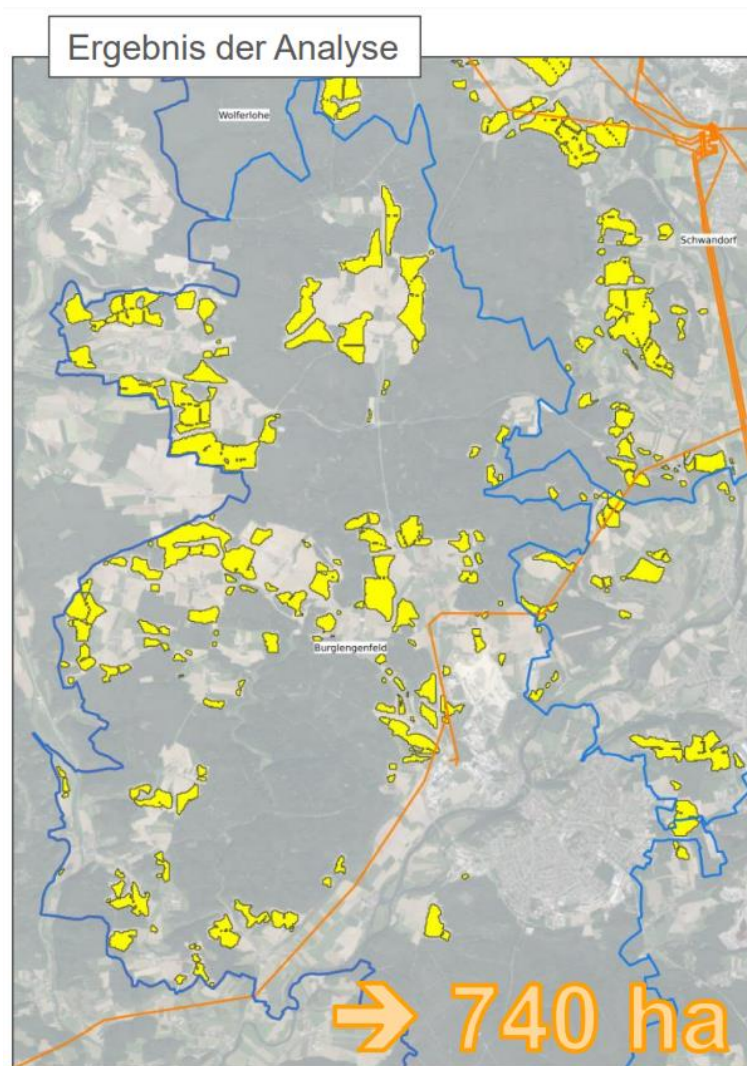 Ergebnis der Analyse
Wolferlohe
Schwandorf
Burglengenfeld
740 ha